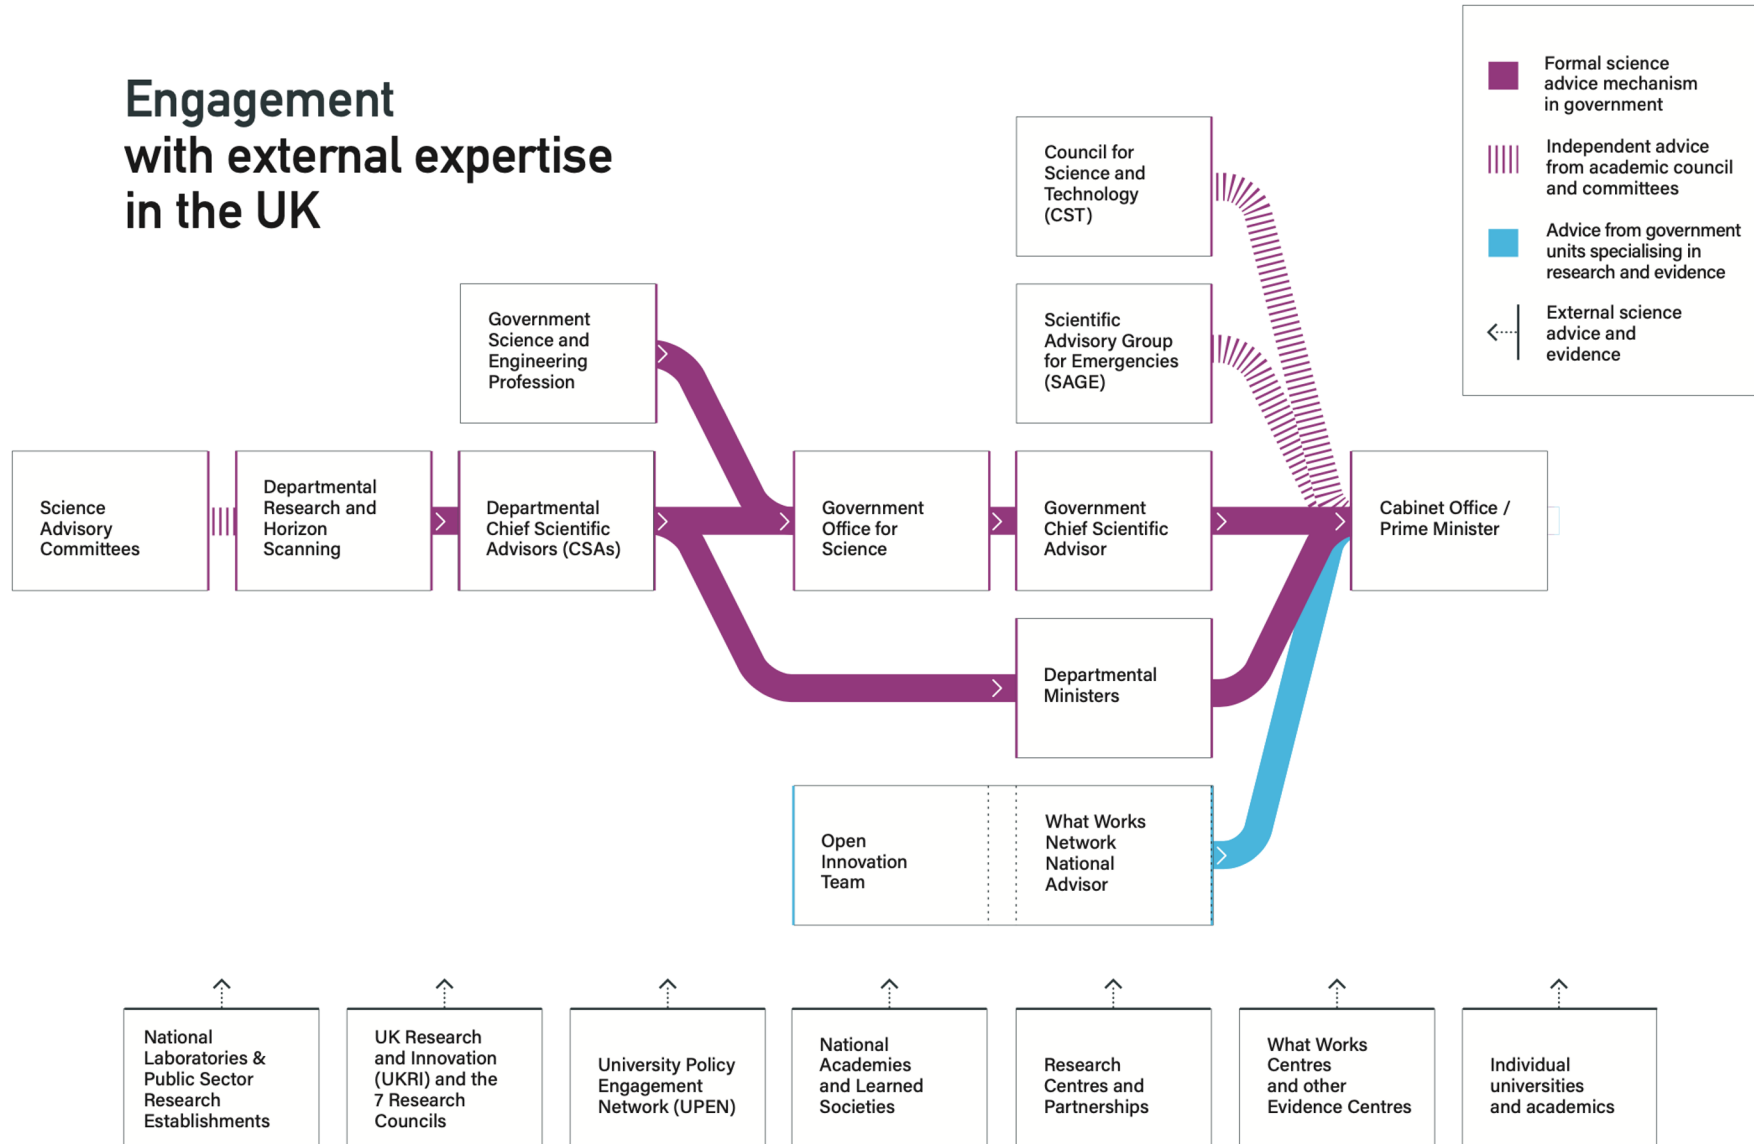 Engagement
with external expertise
in the UK
Formal science
advice mechanism
in government
Independent advice
from academic council
and committees
Advice from government
units specialising in
research and evidence
External science
advice and
evidence
Council for
Science and
Technology
(CST)
Government
Science and
Engineering
Profession
Scientific
Advisory Group
for Emergencies
(SAGE)
Science
Advisory
Committees
Departmental
Research and
Horizon
Scanning
Departmental
Chief Scientific
Advisors (CSAs)
Government
Office for
Science
Government
Chief Scientific
Advisor
Cabinet Office /
Prime Minister
Departmental
Ministers
Open
Innovation
Team
What Works
Network
National
Advisor
National
Laboratories &
Public Sector
Research
Establishments
UK Research
and Innovation
(UKRI) and the
7 Research
Councils
University Policy
Engagement
Network (UPEN)
National
Academies
and Learned
Societies
Research
Centres and
Partnerships
What Works
Centres
and other
Evidence Centres
Individual
universities
and academics